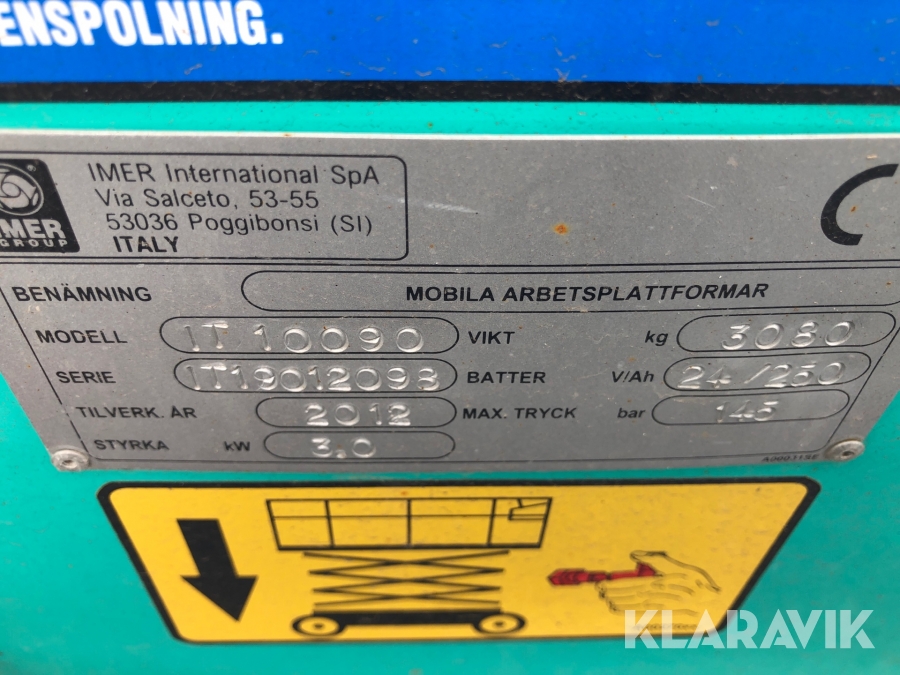 ENSPOLNING.
IMER
GROUP
IMER International SpA
Via Salceto, 53-55
53036 Poggibonsi (SI)
ITALY
BENÄMNING MOBILA ARBETSPLATTFORMAR
MODELL IT 10090 VIKT kg 3080
SERIE IT19012098 BATTER V/Ah 24/250
TILVERK. ÅR 2012 MAX. TRYCK bar 145
STYRKA kW 3,0
KLARAVIK